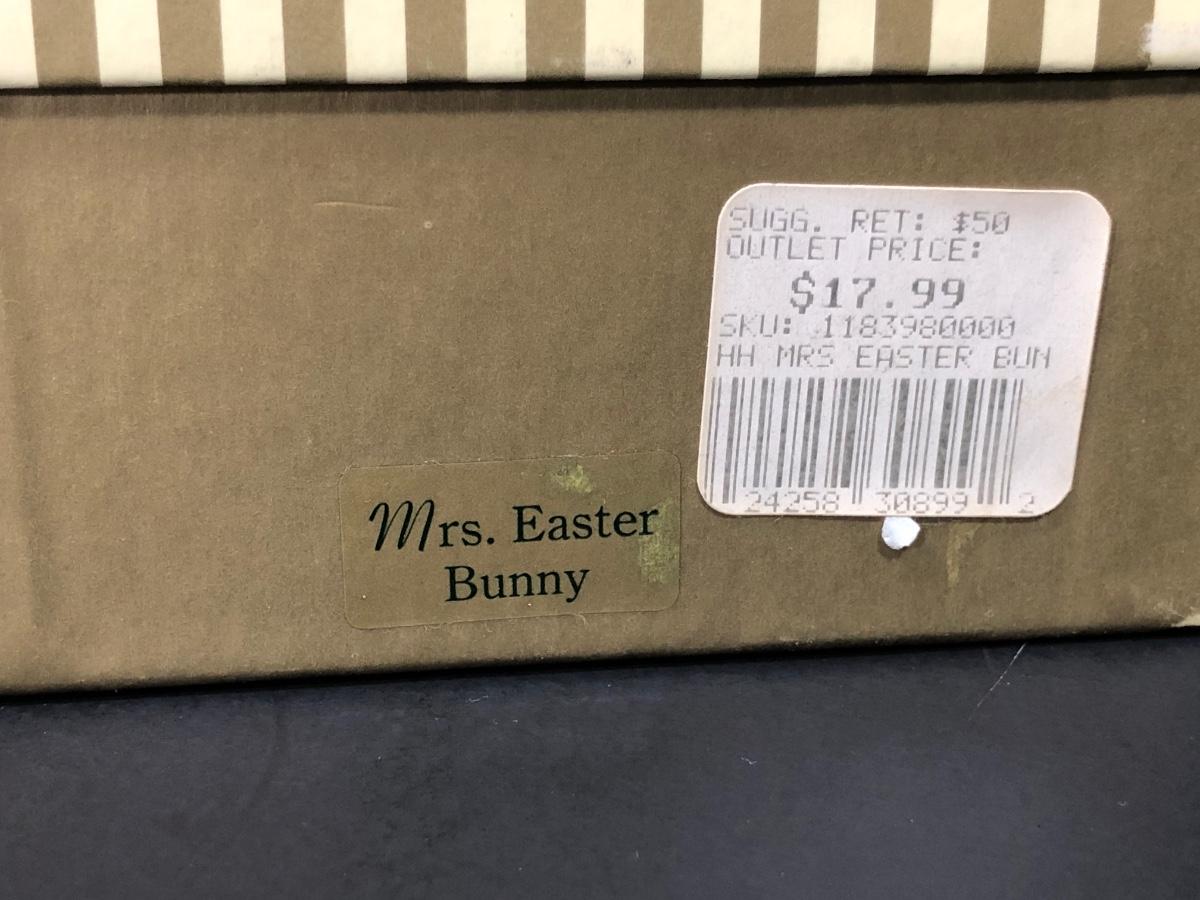 SUGG. RET: $50
OUTLET PRICE:
$17.99
SKU: 1183980000
HH MRS EASTER BUN
24258 30899 2
Mrs. Easter
Bunny